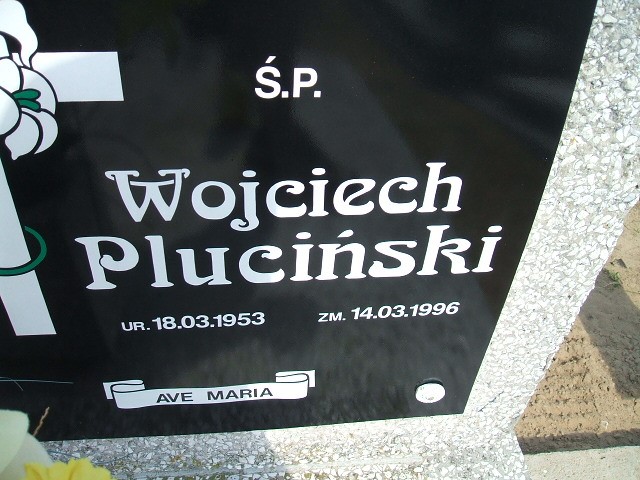 Ś.P.
Wojciech
Pluciński
UR. 18.03.1953 ZM. 14.03.1996
AVE MARIA